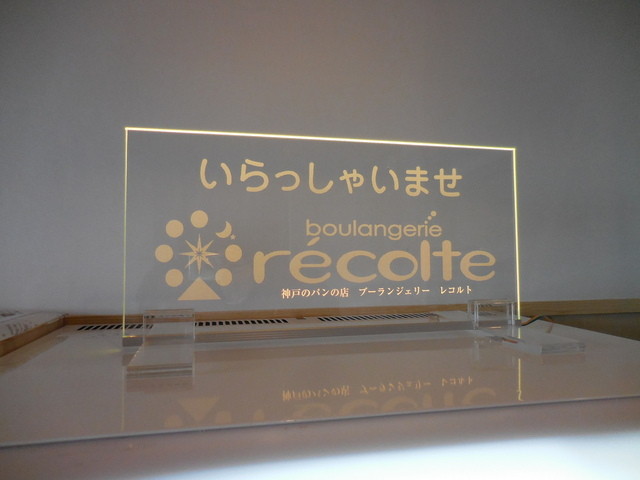 いらっしゃいませ
boulangerie
récolte
神戸のパンの店 ブーランジェリー レコルト